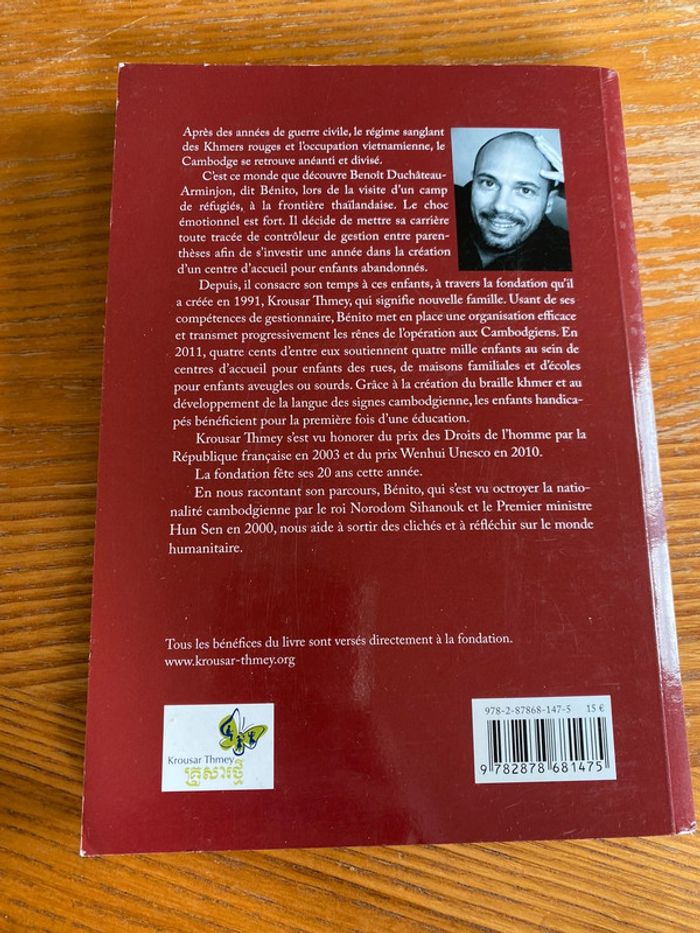 Après des années de guerre civile, le régime sanglant
des Khmers rouges et l'occupation vietnamienne, le
Cambodge se retrouve anéanti et divisé.
C'est ce monde que découvre Benoît Duchâteau-
Arminjon, dit Bénito, lors de la visite d'un camp
de réfugiés, à la frontière thaïlandaise. Le choc
émotionnel est fort. Il décide de mettre sa carrière
toute tracée de contrôleur de gestion entre paren-
thèses afin de s'investir une année dans la création
d'un centre d'accueil pour enfants abandonnés.
Depuis, il consacre son temps à ces enfants, à travers la fondation qu'il
a créée en 1991, Krousar Thmey, qui signifie nouvelle famille. Usant de ses
compétences de gestionnaire, Bénito met en place une organisation efficace
et transmet progressivement les rênes de l'opération aux Cambodgiens. En
2011, quatre cents d'entre eux soutiennent quatre mille enfants au sein de
centres d'accueil pour enfants des rues, de maisons familiales et d'écoles
pour enfants aveugles ou sourds. Grâce à la création du braille khmer et au
développement de la langue des signes cambodgienne, les enfants handica-
pés bénéficient pour la première fois d'une éducation.
Krousar Thmey s'est vu honorer du prix des Droits de l'homme par la
République française en 2003 et du prix Wenhui Unesco en 2010.
La fondation fête ses 20 ans cette année.
En nous racontant son parcours, Bénito, qui s'est vu octroyer la natio-
nalité cambodgienne par le roi Norodom Sihanouk et le Premier ministre
Hun Sen en 2000, nous aide à sortir des clichés et à réfléchir sur le monde
humanitaire.
Tous les bénéfices du livre sont versés directement à la fondation.
www.krousar-thmey.org
Krousar Thmey
គ្រួសារថ្មី
978-2-87868-147-5 15 €
9 782878 681475